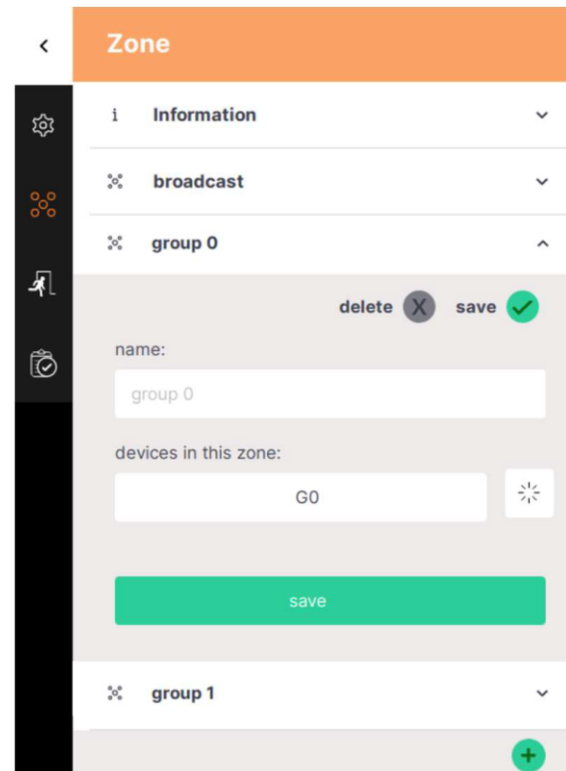 Zone
i Information
broadcast
group 0
delete X save
name:
group 0
devices in this zone:
G0
save
group 1